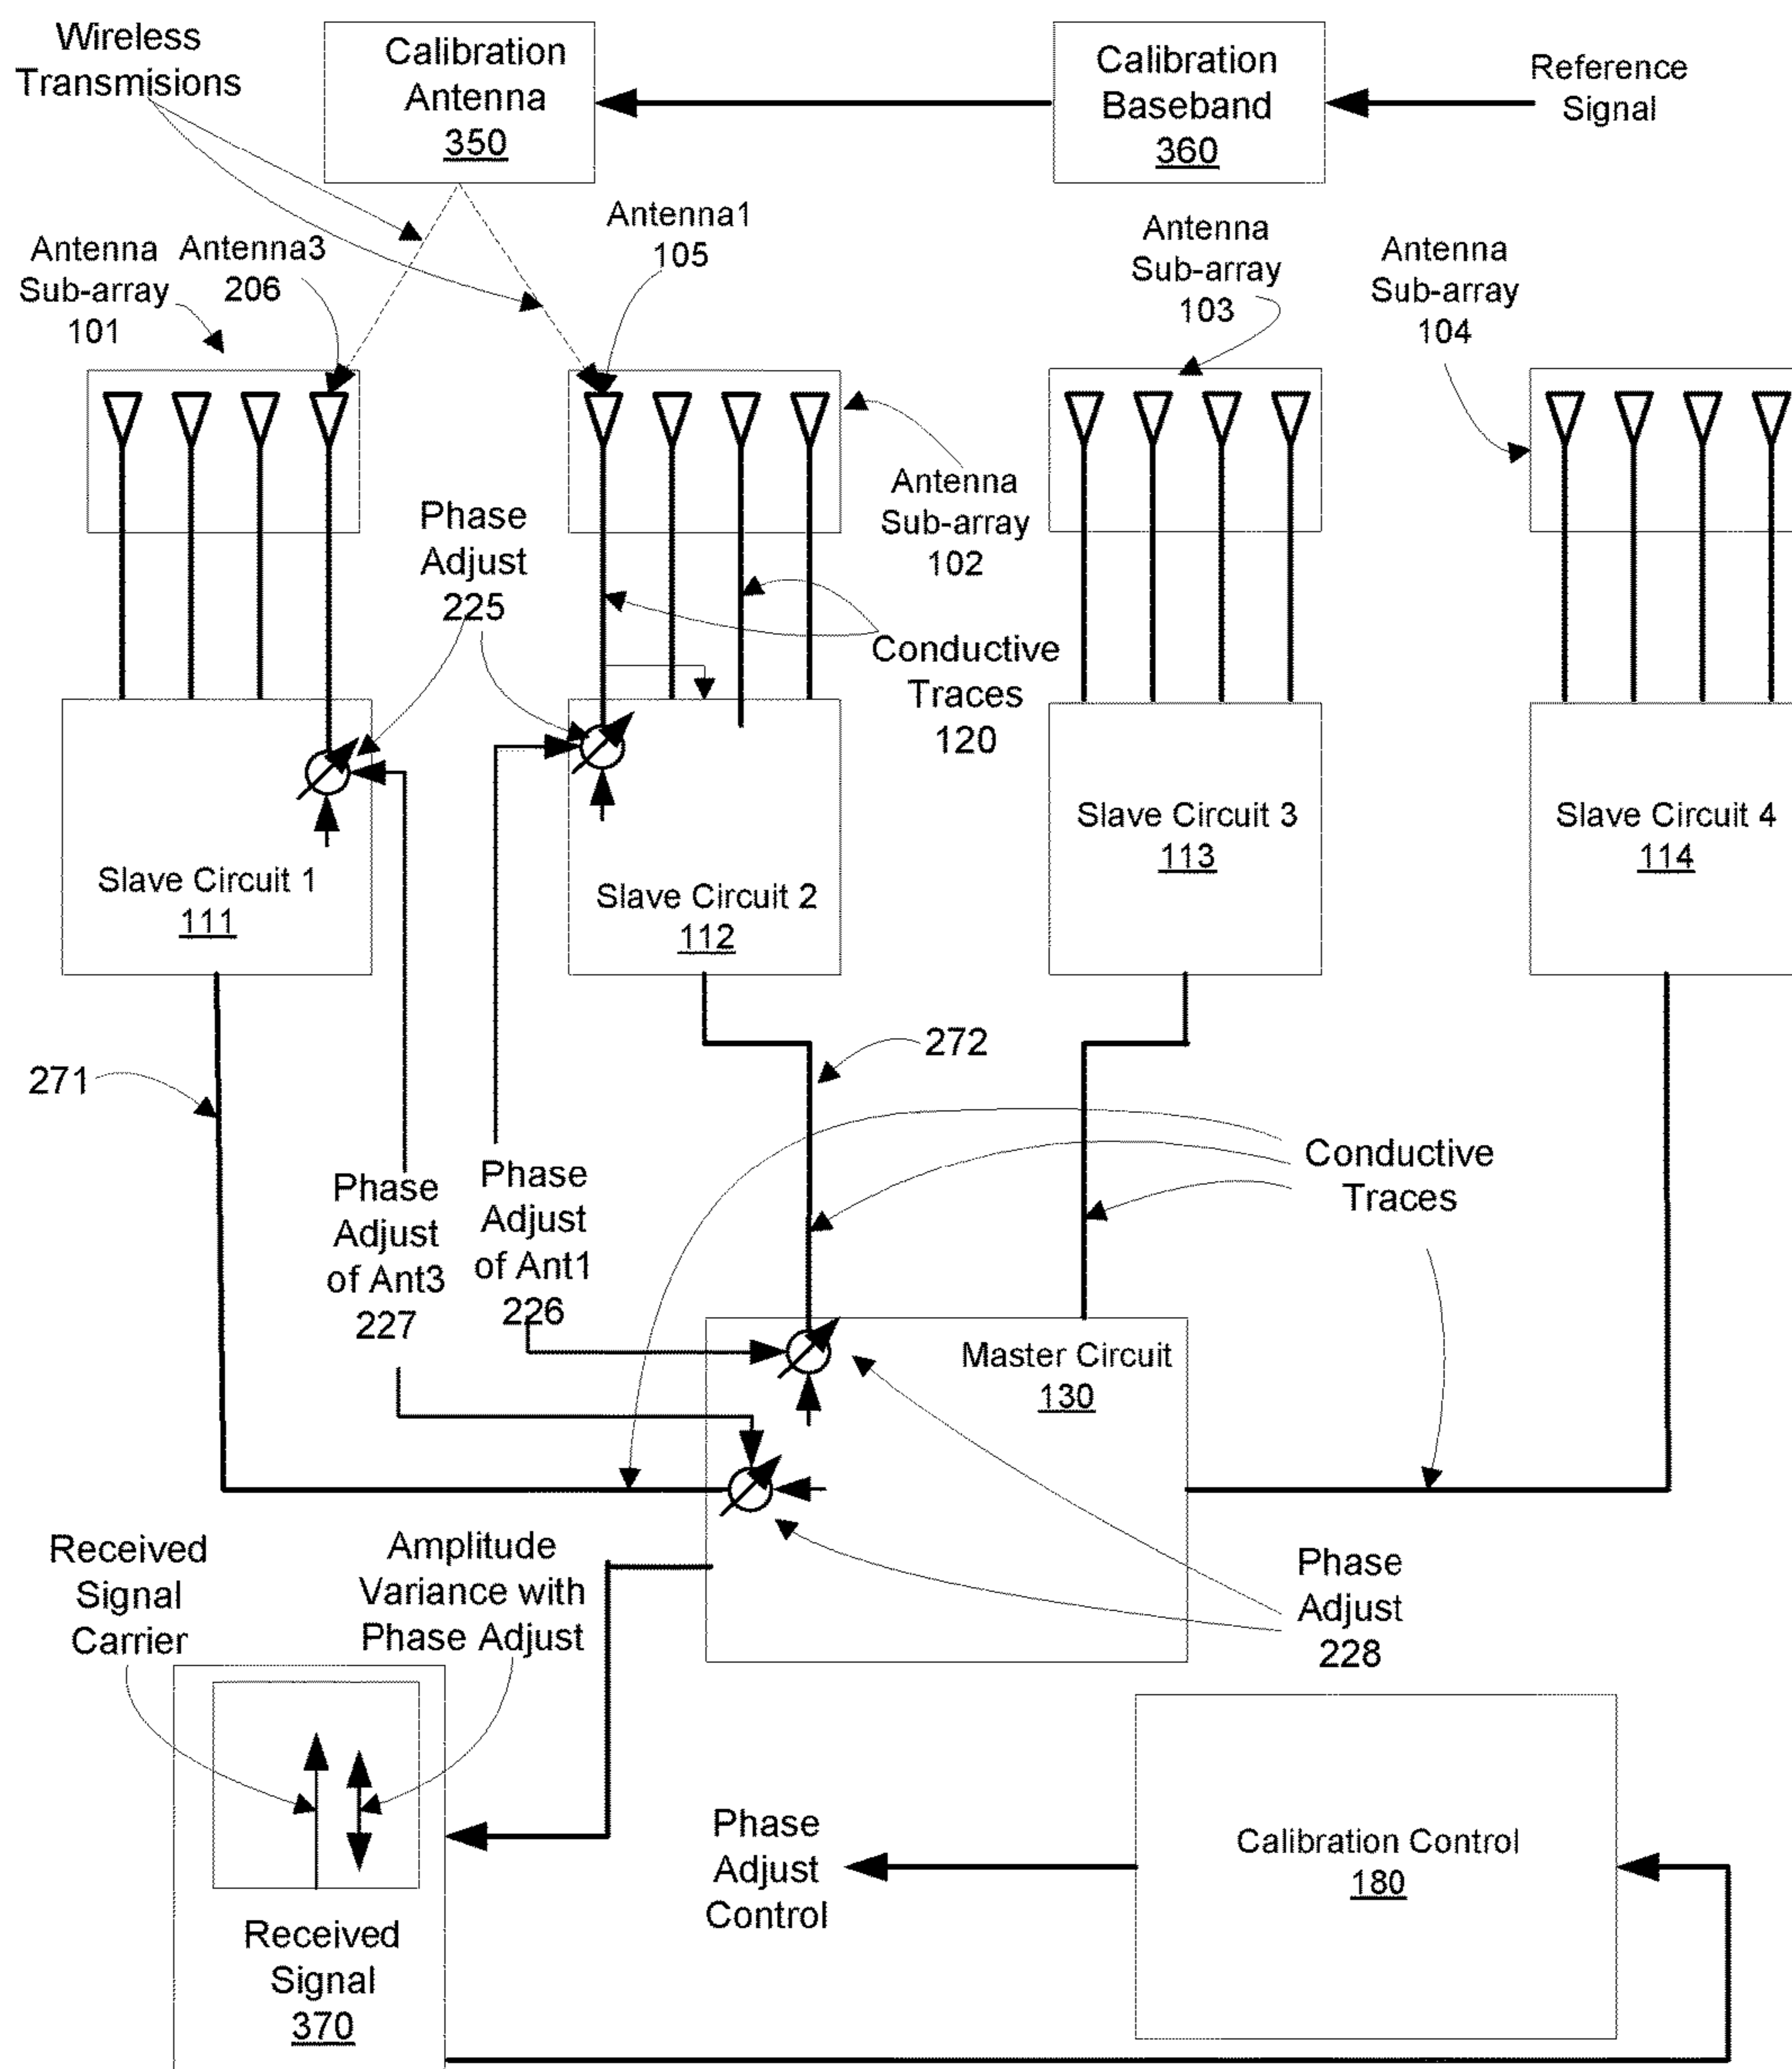 Wireless
Transmisions
Calibration
Antenna
350
Calibration
Baseband
360
Reference
Signal
Antenna
Sub-array
101
Antenna3
206
Antenna1
105
Antenna
Sub-array
103
Antenna
Sub-array
104
Phase
Adjust
225
Antenna
Sub-array
102
Conductive
Traces
120
Slave Circuit 1
111
Slave Circuit 2
112
Slave Circuit 3
113
Slave Circuit 4
114
271
272
Phase
Adjust
of Ant3
227
Phase
Adjust
of Ant1
226
Conductive
Traces
Master Circuit
130
Received
Signal
Carrier
Amplitude
Variance with
Phase Adjust
Phase
Adjust
228
Phase
Adjust
Control
Calibration Control
180
Received
Signal
370